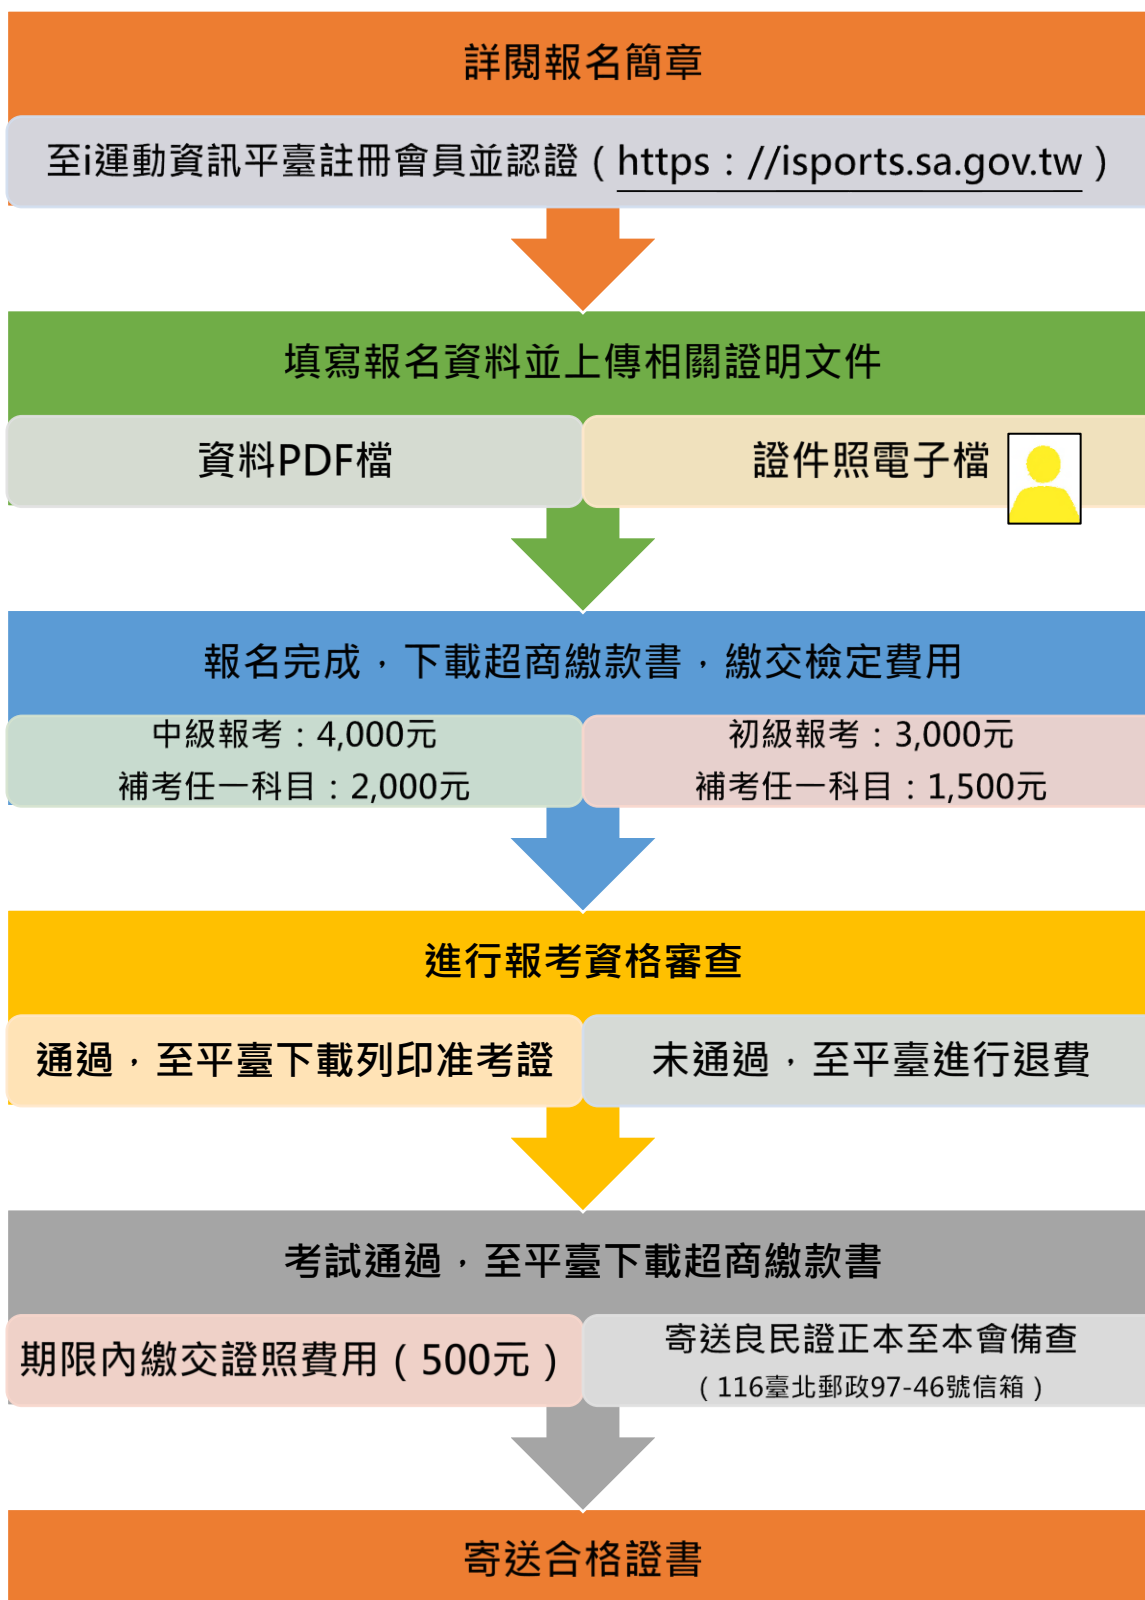 詳閱報名簡章
至i運動資訊平臺註冊會員並認證（https：//isports.sa.gov.tw）
填寫報名資料並上傳相關證明文件
資料PDF檔
證件照電子檔
報名完成，下載超商繳款書，繳交檢定費用
中級報考：4,000元
補考任一科目：2,000元
初級報考：3,000元
補考任一科目：1,500元
進行報考資格審查
通過，至平臺下載列印准考證
未通過，至平臺進行退費
考試通過，至平臺下載超商繳款書
期限內繳交證照費用（500元）
寄送良民證正本至本會備查
（116臺北郵政97-46號信箱）
寄送合格證書